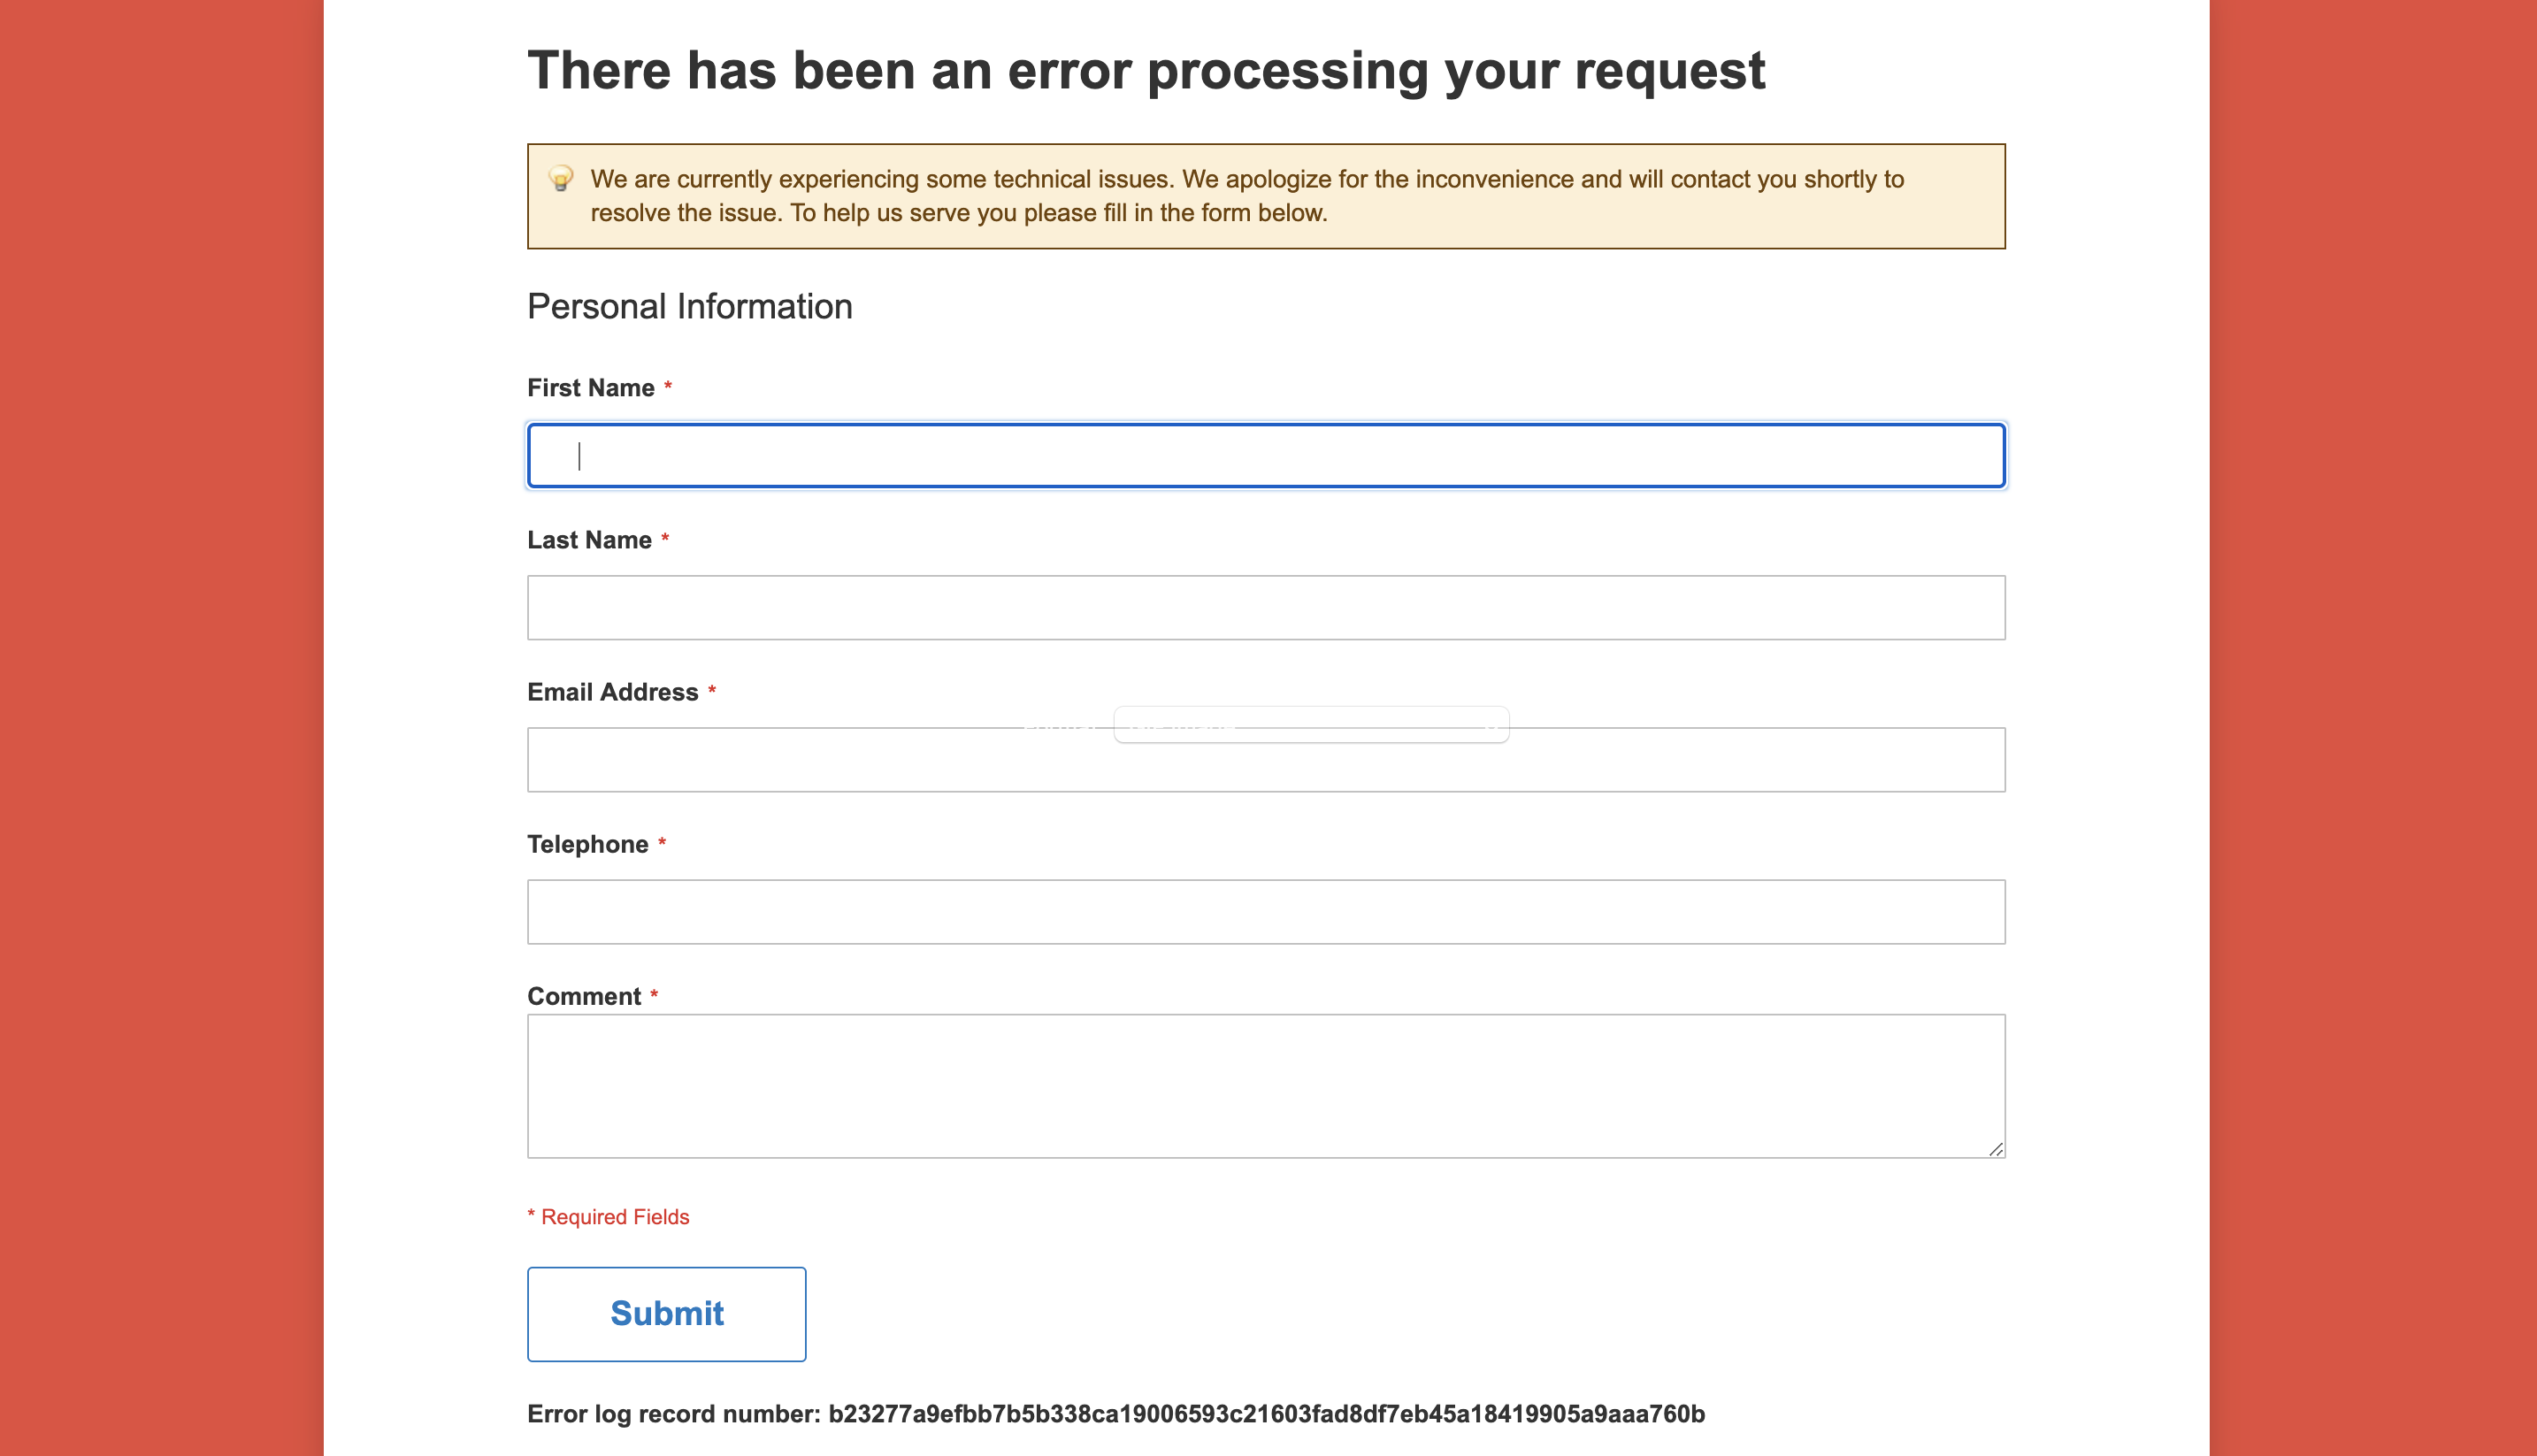 There has been an error processing your request
We are currently experiencing some technical issues. We apologize for the inconvenience and will contact you shortly to
resolve the issue. To help us serve you please fill in the form below.
Personal Information
First Name *
Last Name *
Email Address *
Telephone *
Comment *
* Required Fields
Submit
Error log record number: b23277a9efbb7b5b338ca19006593c21603fad8df7eb45a18419905a9aaa760b